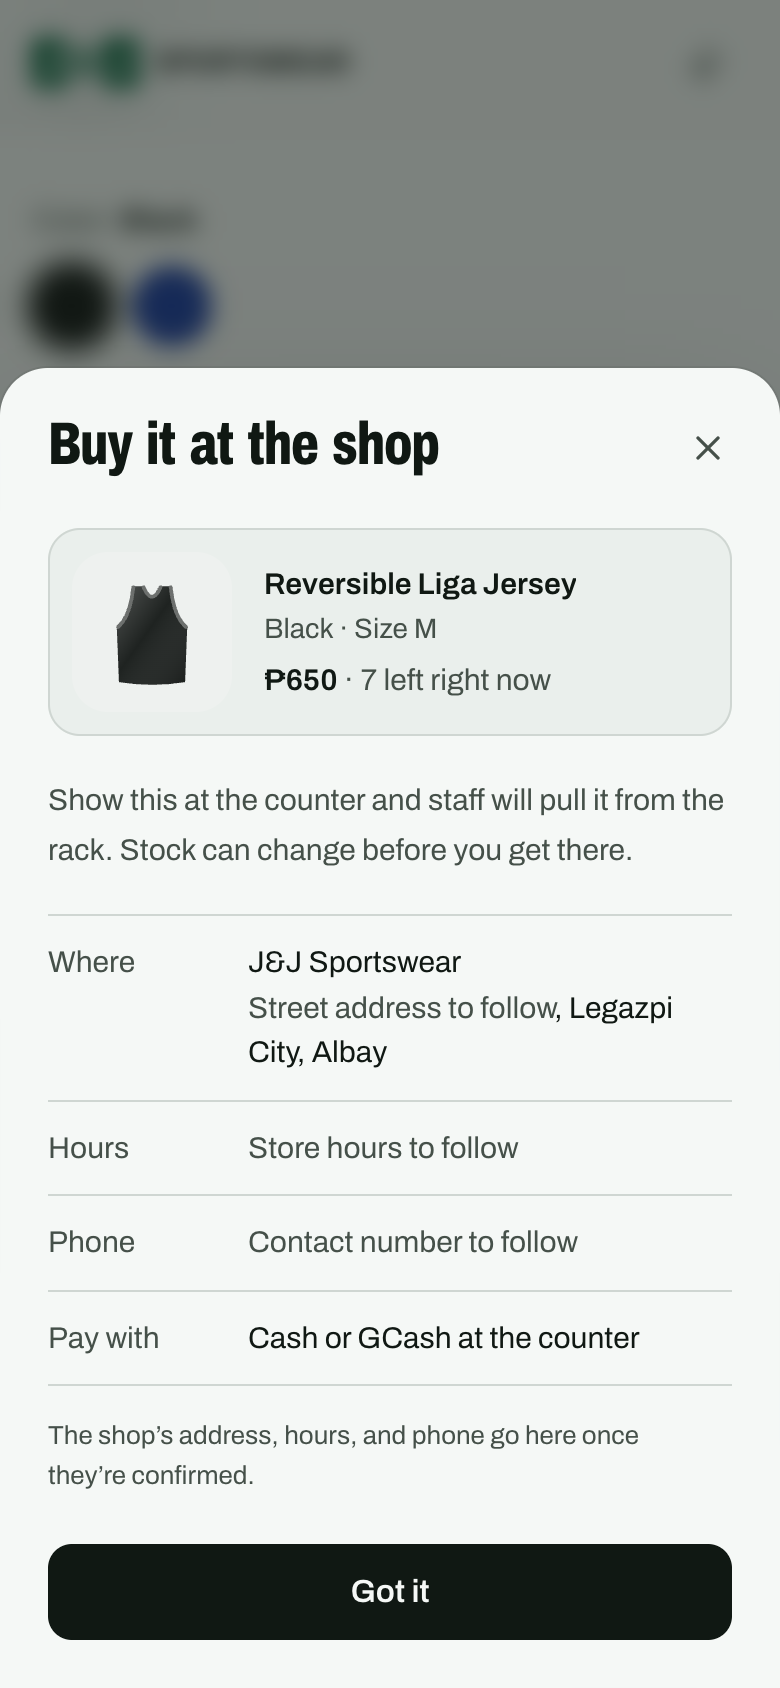 Buy it at the shop
Reversible Liga Jersey
Black · Size M
₱650 · 7 left right now
Show this at the counter and staff will pull it from the
rack. Stock can change before you get there.
Where
J&J Sportswear
Street address to follow, Legazpi
City, Albay
Hours
Store hours to follow
Phone
Contact number to follow
Pay with
Cash or GCash at the counter
The shop’s address, hours, and phone go here once
they’re confirmed.
Got it